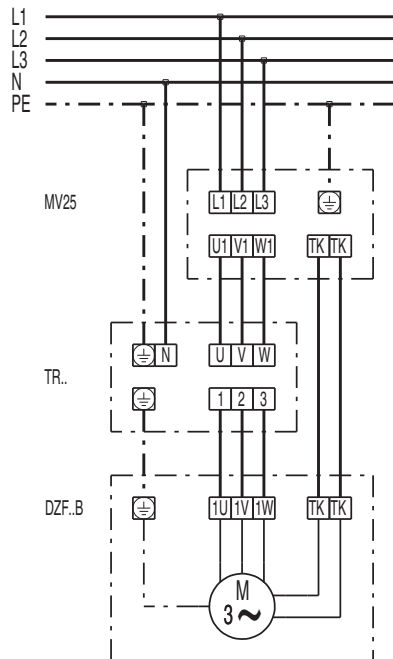 L1
L2
L3
N
PE
MV25
L1 L2 L3
U1 V1 W1 TK TK
TR..
N U V W
1 2 3
DZF..B
1U 1V 1W TK TK
M
3 ~